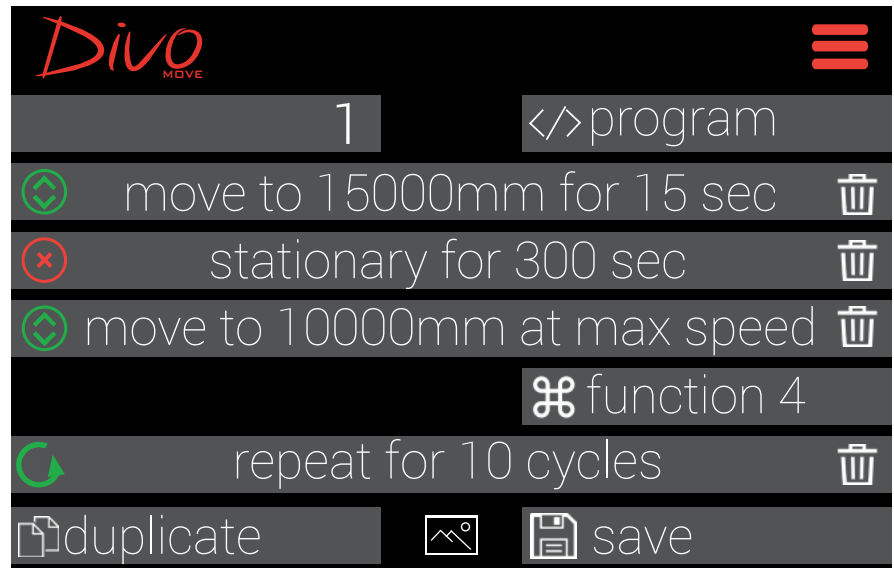 Divo
MOVE
1
</> program
move to 15000mm for 15 sec
stationary for 300 sec
move to 10000mm at max speed
⌘ function 4
repeat for 10 cycles
duplicate
save